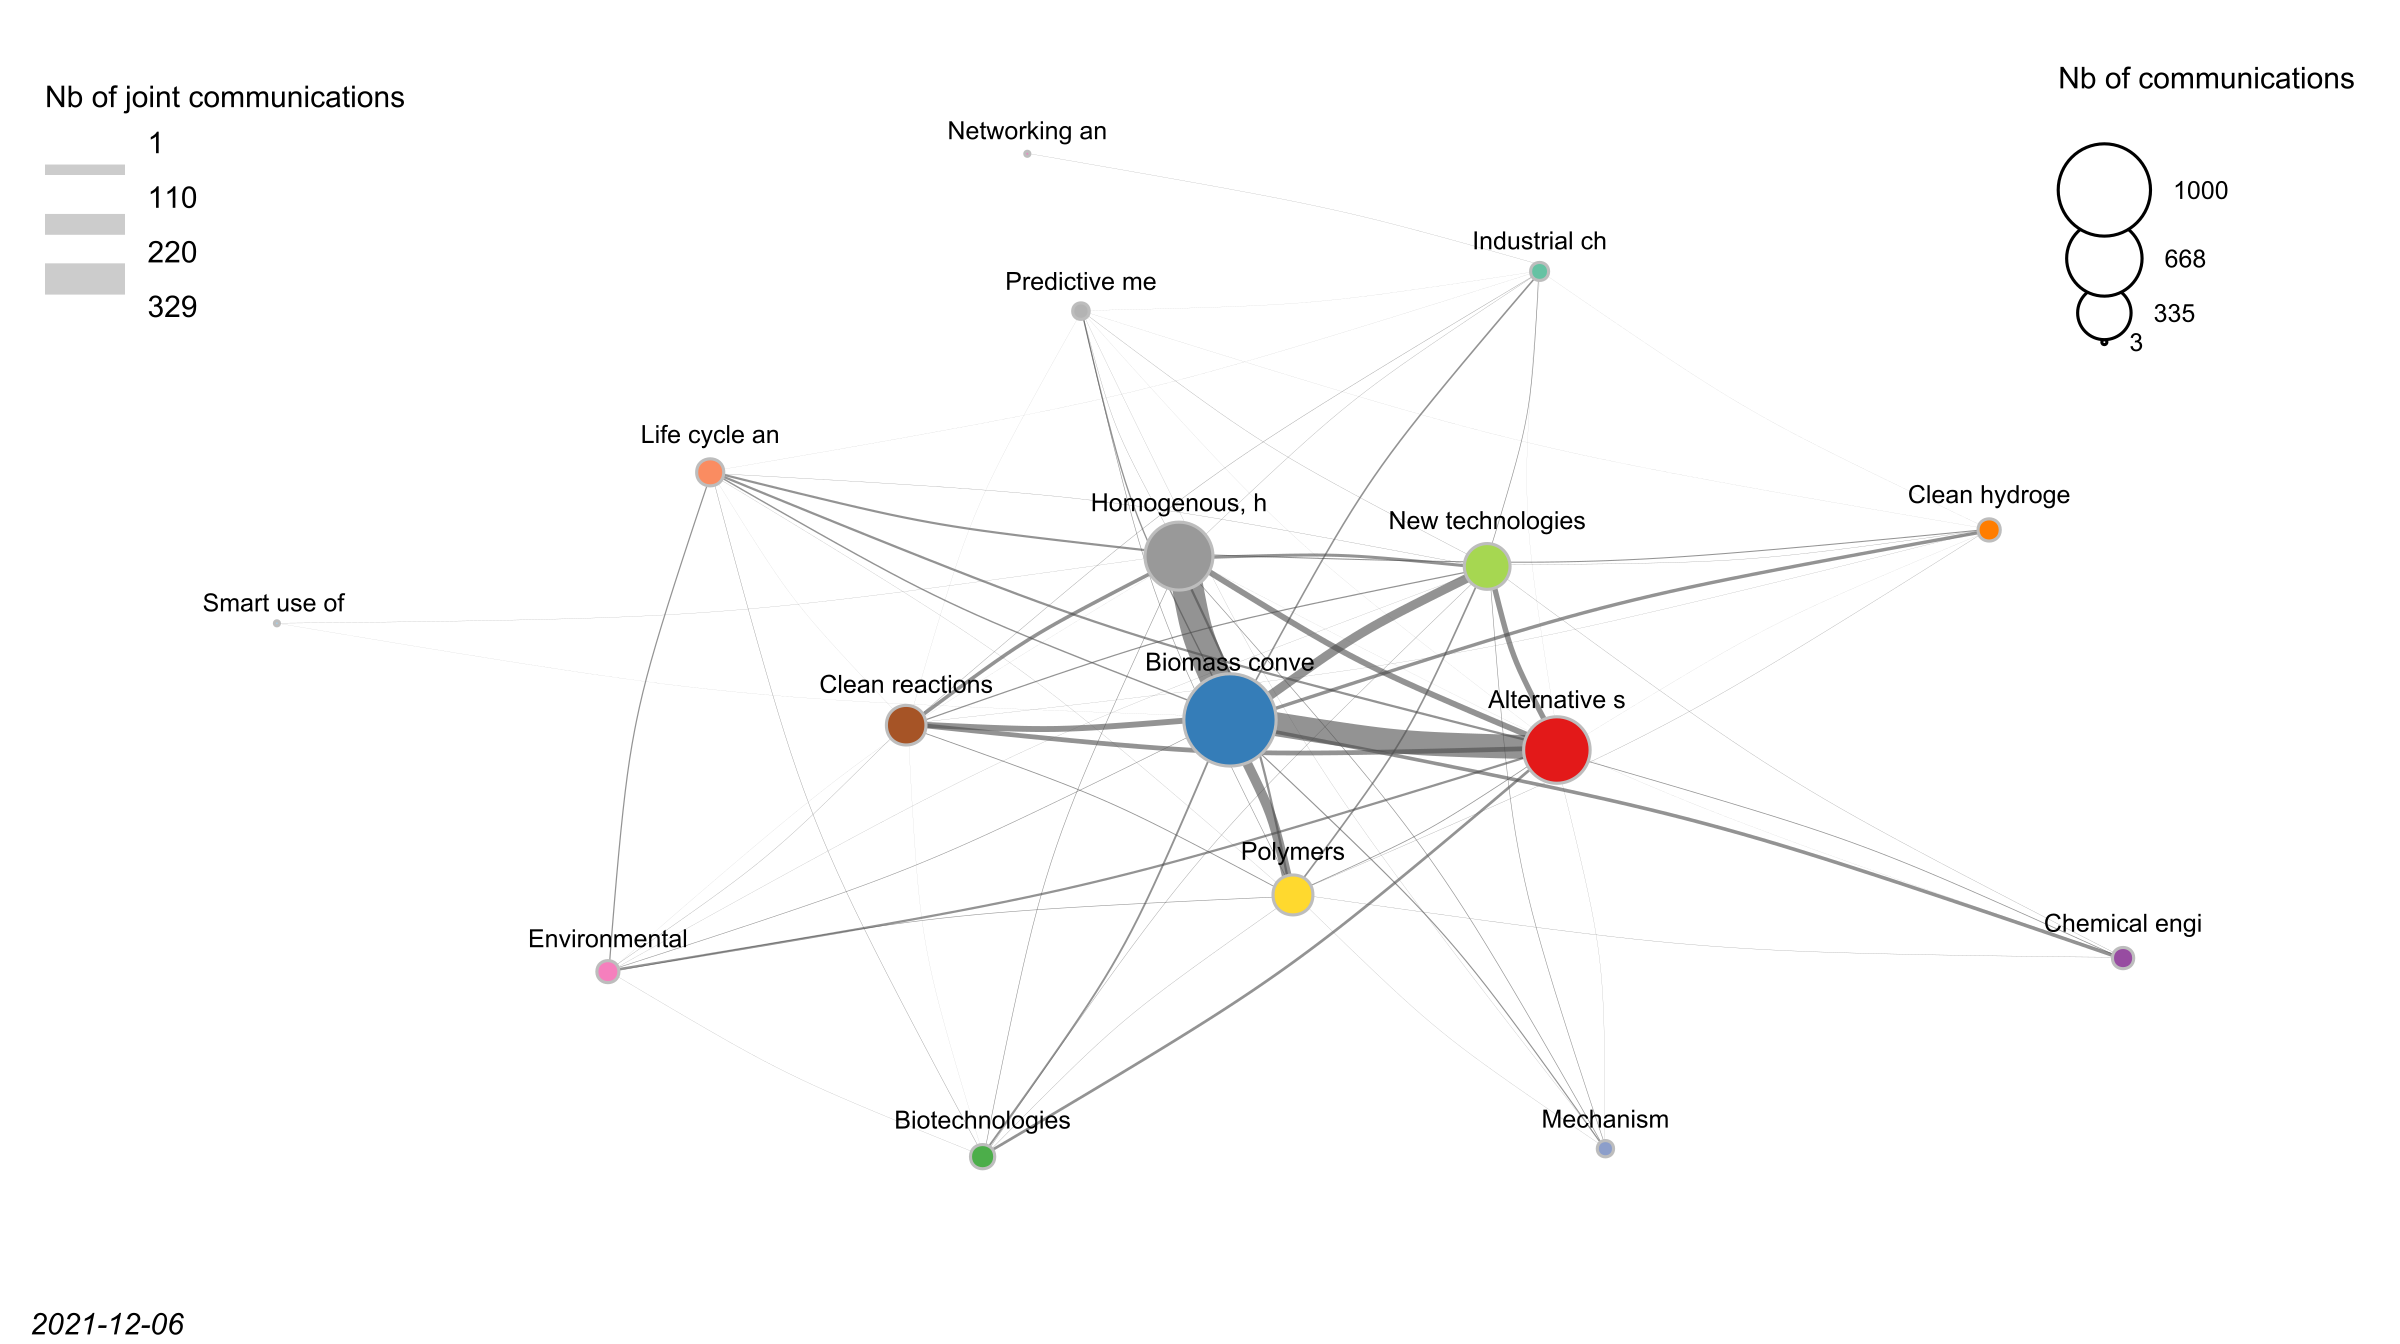 Nb of joint communications
1
110
220
329
Nb of communications
1000
668
335
3
Networking an
Industrial ch
Predictive me
Life cycle an
Homogenous, h
Clean hydroge
New technologies
Smart use of
Biomass conve
Clean reactions
Alternative s
Polymers
Chemical engi
Environmental
Biotechnologies
Mechanism
2021-12-06